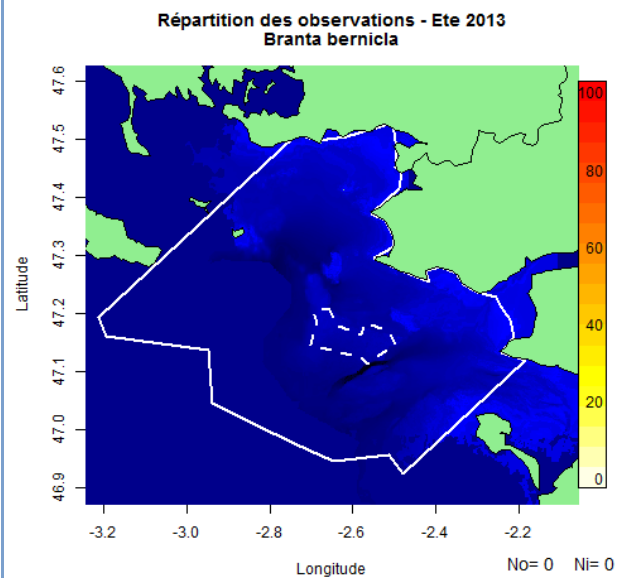 Répartition des observations - Ete 2013
Branta bernicla
Latitude
47.6
47.5
47.4
47.3
47.2
47.1
47.0
46.9
100
80
60
40
20
0
-3.2 -3.0 -2.8 -2.6 -2.4 -2.2
Longitude
No= 0 Ni= 0